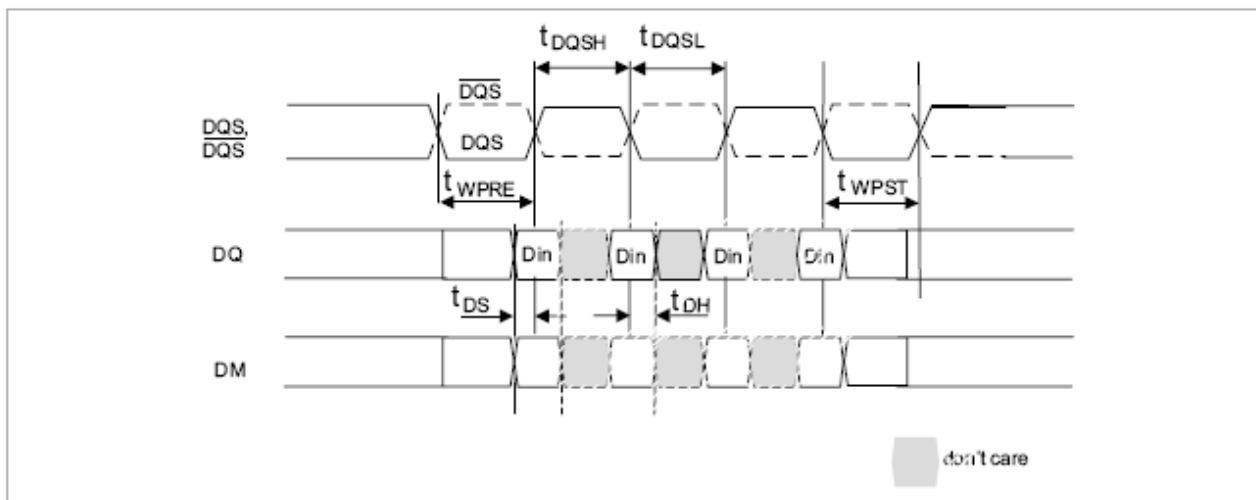 tDQSH tDQSL
DQS
DQS,
DQS
DQS
tWPRE tWPST
DQ Din Din Din Din
tDS tDH
DM
don't care